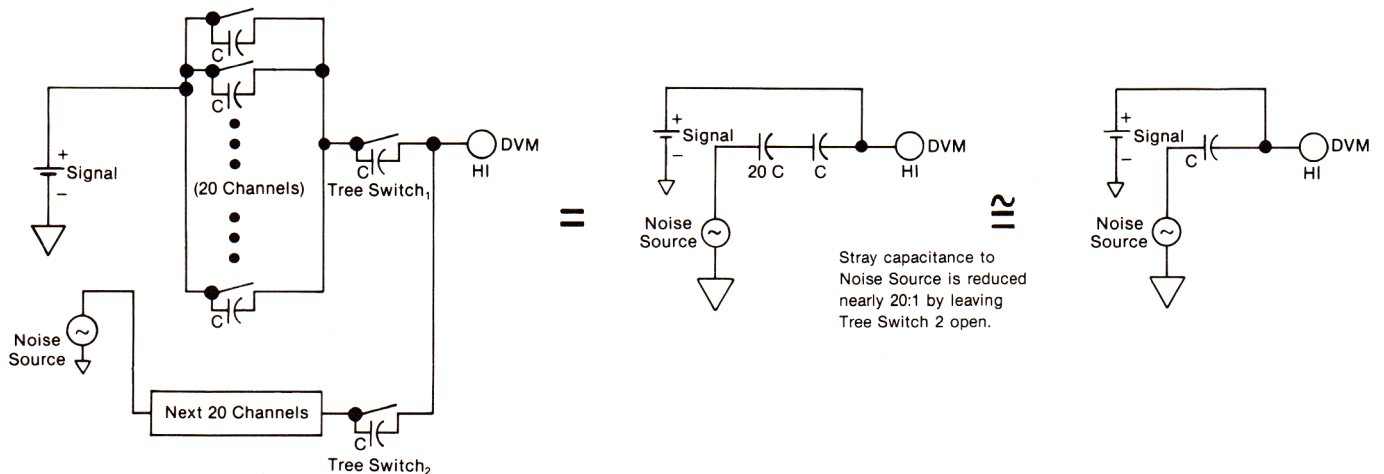 C
C
+
Signal
−
(20 Channels)
C
Tree Switch₁
DVM
HI
C
Noise
Source
~
Next 20 Channels
C
Tree Switch₂
=
+
Signal
−
20 C
C
DVM
HI
Noise
Source
~
Stray capacitance to
Noise Source is reduced
nearly 20:1 by leaving
Tree Switch 2 open.
≅
+
Signal
−
C
DVM
HI
Noise
Source
~